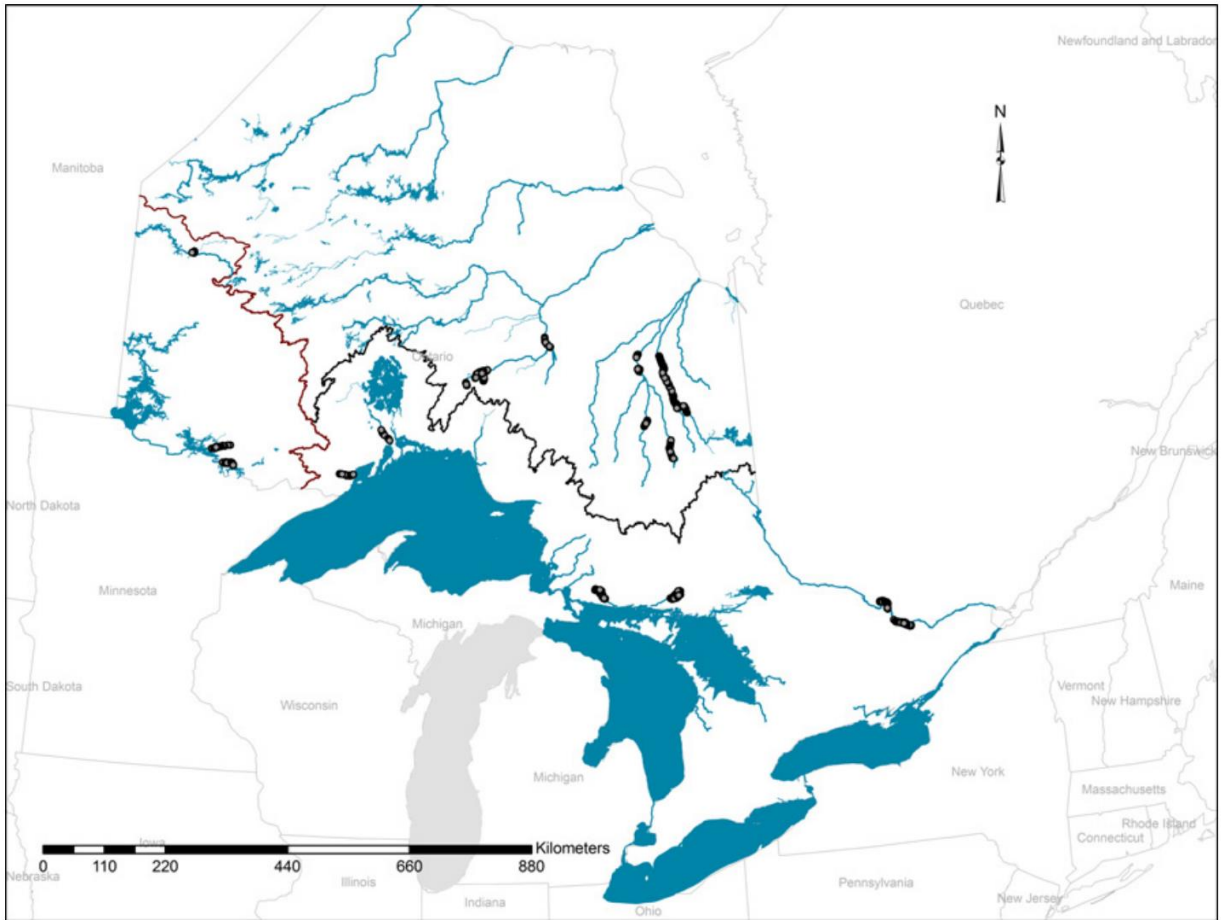 Newfoundland and Labrador
N
Manitoba
Quebec
Ontario
New Brunswick
North Dakota
Minnesota
Maine
Michigan
South Dakota
Wisconsin
Vermont
New Hampshire
Michigan
New York
Massachusetts
Rhode Island
Connecticut
Iowa
Kilometers
0 110 220 440 660 880
Nebraska
Illinois
Indiana
Ohio
Pennsylvania
New Jersey